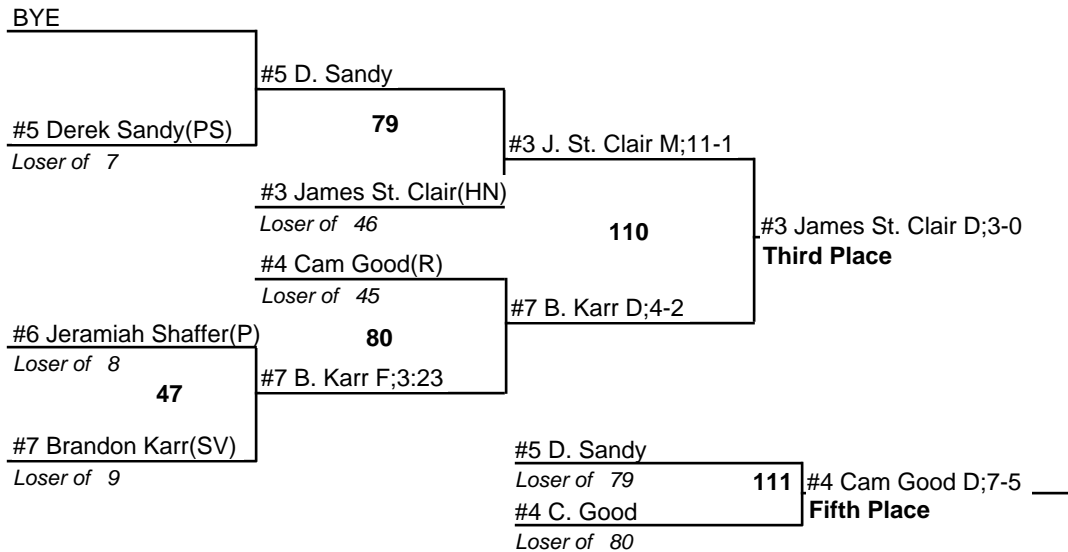 BYE
#5 D. Sandy
#5 Derek Sandy(PS)
79
Loser of 7
#3 J. St. Clair M;11-1
#3 James St. Clair(HN)
Loser of 46
110
#3 James St. Clair D;3-0
Third Place
#4 Cam Good(R)
Loser of 45
#7 B. Karr D;4-2
#6 Jeramiah Shaffer(P)
80
Loser of 8
47
#7 B. Karr F;3:23
#7 Brandon Karr(SV)
Loser of 9
#5 D. Sandy
Loser of 79
111
#4 Cam Good D;7-5
Fifth Place
#4 C. Good
Loser of 80